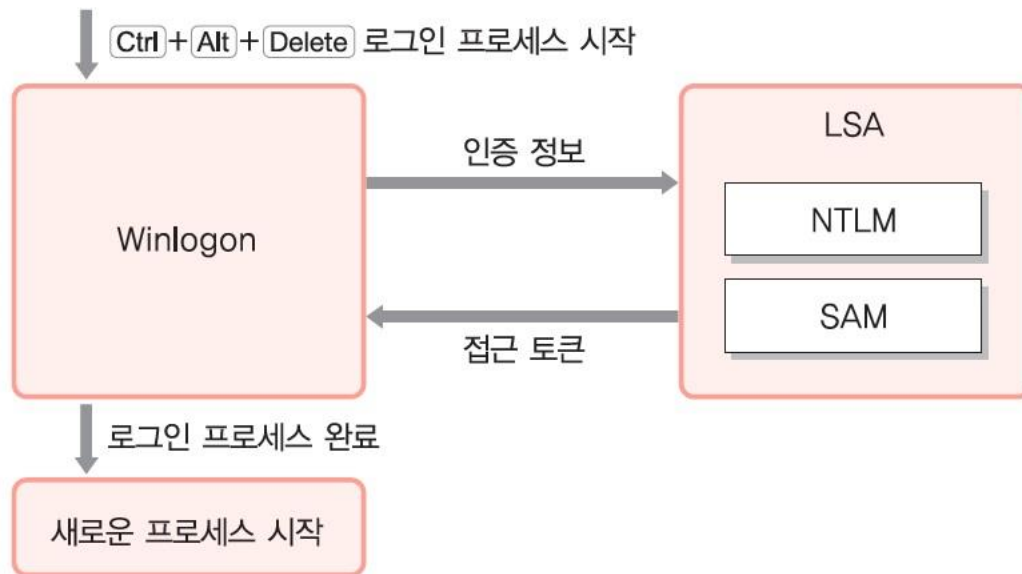 Ctrl+Alt+Delete 로그인 프로세스 시작
LSA
인증 정보
NTLM
Winlogon
SAM
접근 토큰
로그인 프로세스 완료
새로운 프로세스 시작